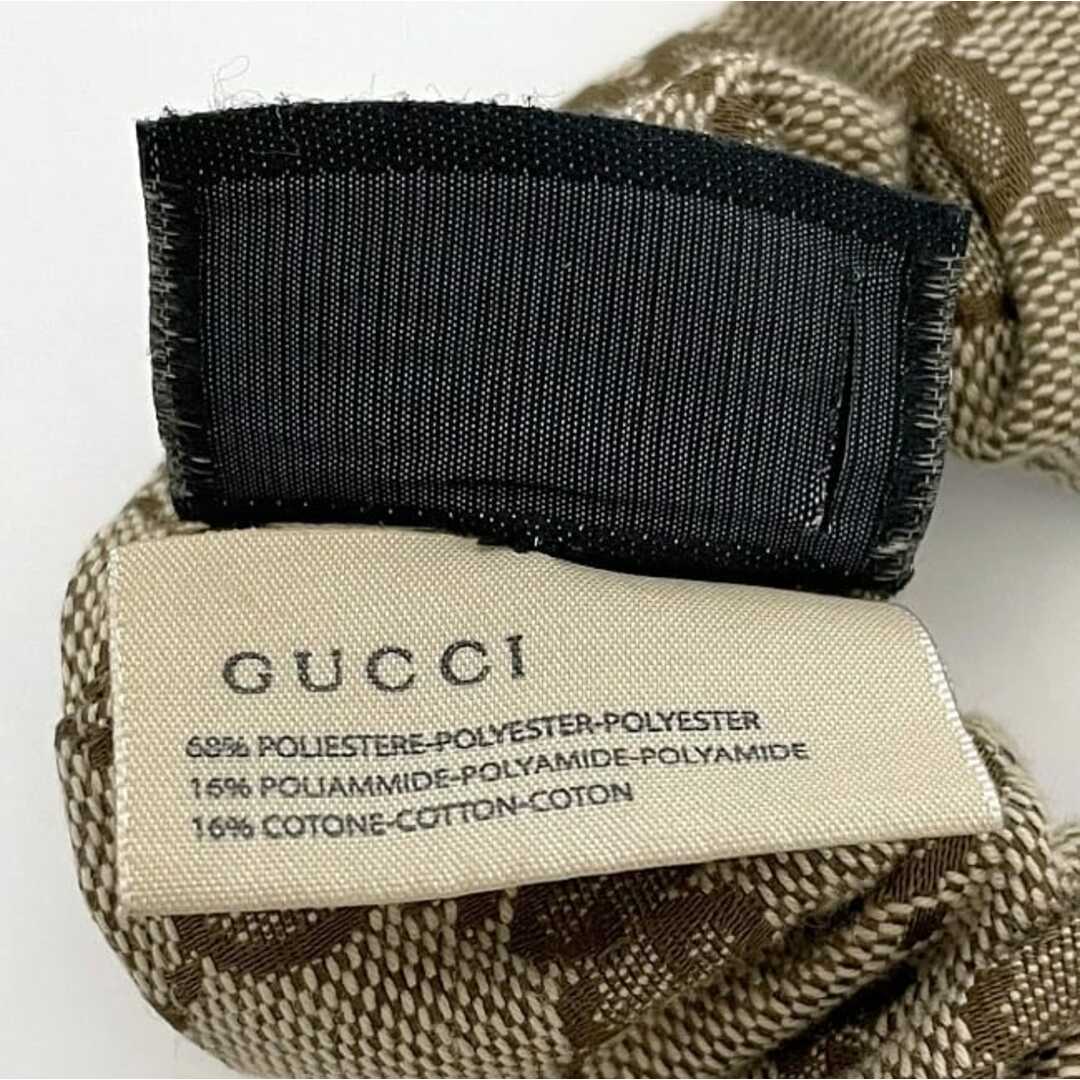 GUCCI
68% POLIESTERE-POLYESTER-POLYESTER
16% POLIAMMIDE-POLYAMIDE-POLYAMIDE
16% COTONE-COTTON-COTON